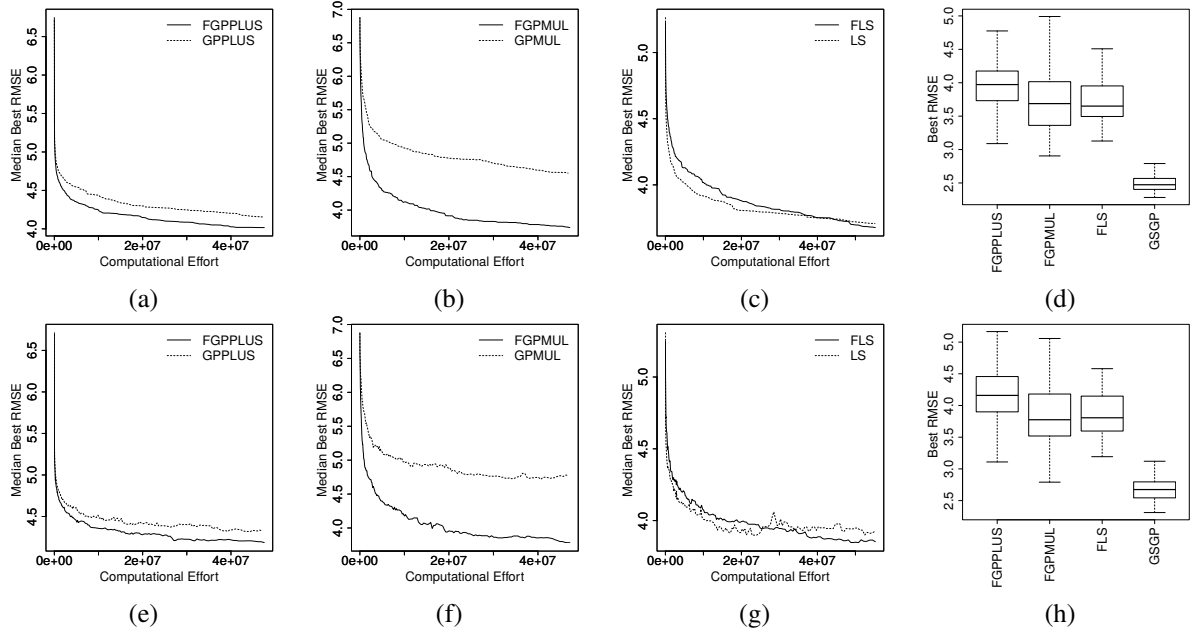 FGPPLUS
GPPLUS
Median Best RMSE
4.0 4.5 5.0 5.5 6.0 6.5
0e+00 2e+07 4e+07
Computational Effort
(a)
FGPMUL
GPMUL
Median Best RMSE
4.0 4.5 5.0 5.5 6.0 6.5 7.0
0e+00 2e+07 4e+07
Computational Effort
(b)
FLS
LS
Median Best RMSE
4.0 4.5 5.0
0e+00 2e+07 4e+07
Computational Effort
(c)
Best RMSE
2.5 3.0 3.5 4.0 4.5 5.0
FGPPLUS
FGPMUL
FLS
GSGP
(d)
FGPPLUS
GPPLUS
Median Best RMSE
4.5 5.0 5.5 6.0 6.5
0e+00 2e+07 4e+07
Computational Effort
(e)
FGPMUL
GPMUL
Median Best RMSE
4.0 4.5 5.0 5.5 6.0 6.5 7.0
0e+00 2e+07 4e+07
Computational Effort
(f)
FLS
LS
Median Best RMSE
4.0 4.5 5.0
0e+00 2e+07 4e+07
Computational Effort
(g)
Best RMSE
2.5 3.0 3.5 4.0 4.5 5.0
FGPPLUS
FGPMUL
FLS
GSGP
(h)